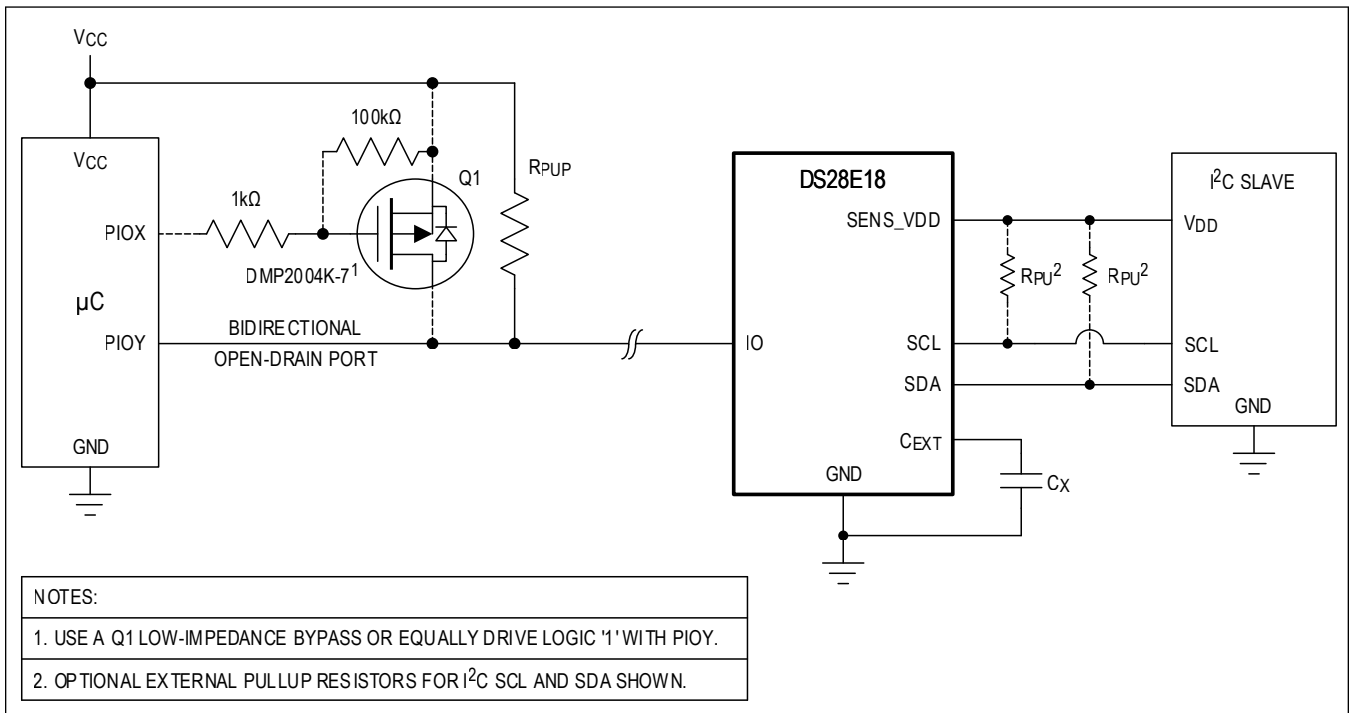 VCC
100kΩ
VCC
RPUP
DS28E18
I²C SLAVE
Q1
1kΩ
SENS_VDD
VDD
PIOX
DMP2004K-7¹
RPU²
RPU²
µC
BIDIRECTIONAL
PIOY
IO
SCL
SCL
OPEN-DRAIN PORT
SDA
SDA
GND
GND
CEXT
GND
CX
NOTES:
1. USE A Q1 LOW-IMPEDANCE BYPASS OR EQUALLY DRIVE LOGIC '1' WITH PIOY.
2. OPTIONAL EXTERNAL PULLUP RESISTORS FOR I²C SCL AND SDA SHOWN.